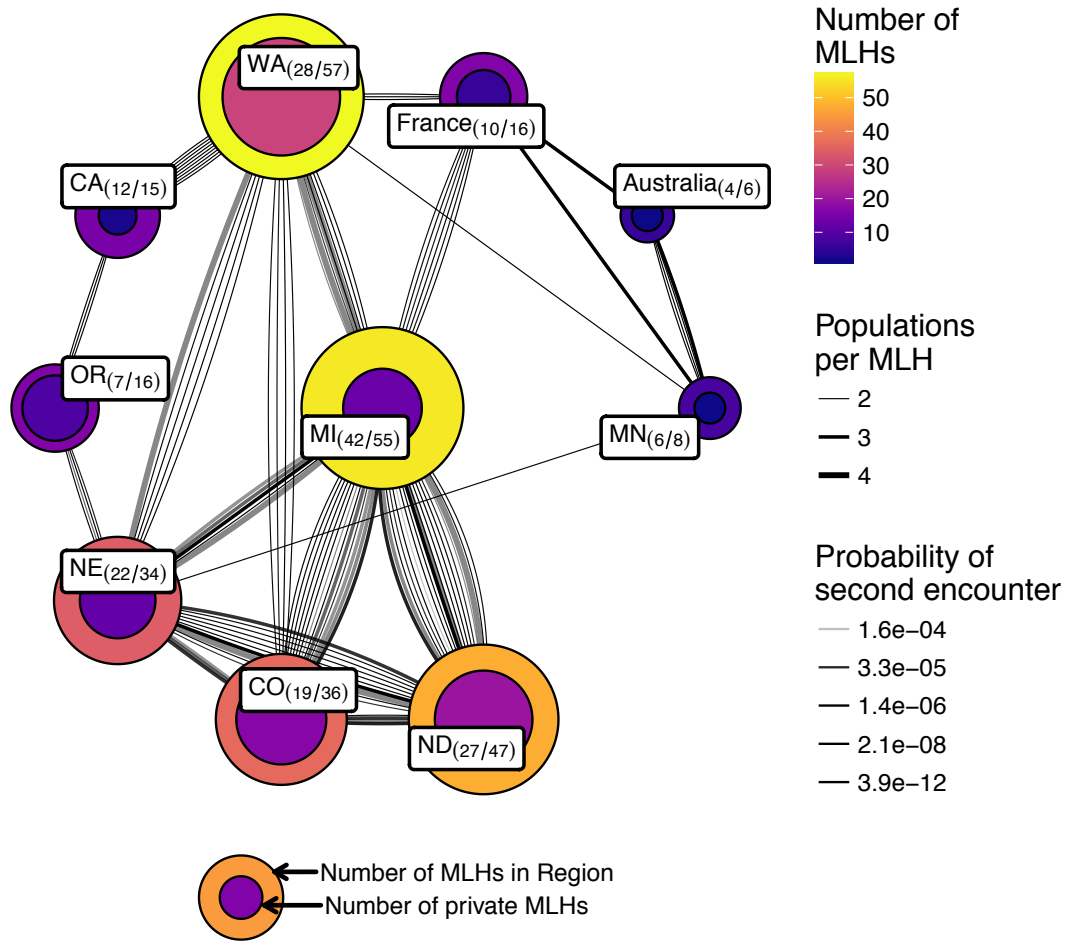 WA(28/57)
France(10/16)
CA(12/15)
Australia(4/6)
OR(7/16)
MI(42/55)
MN(6/8)
NE(22/34)
CO(19/36)
ND(27/47)
Number of MLHs in Region
Number of private MLHs
Number of
MLHs
50
40
30
20
10
Populations
per MLH
2
3
4
Probability of
second encounter
1.6e−04
3.3e−05
1.4e−06
2.1e−08
3.9e−12